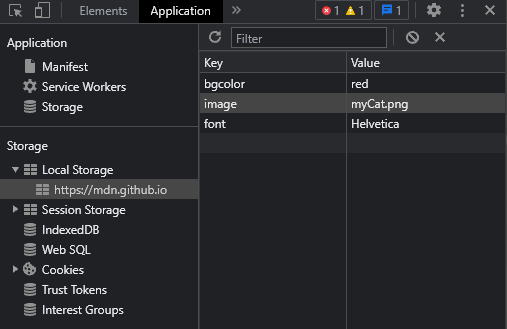 Elements Application » 1 1 1
Application
Manifest
Service Workers
Storage
Storage
Local Storage
https://mdn.github.io
Session Storage
IndexedDB
Web SQL
Cookies
Trust Tokens
Interest Groups
Filter
Key Value
bgcolor red
image myCat.png
font Helvetica